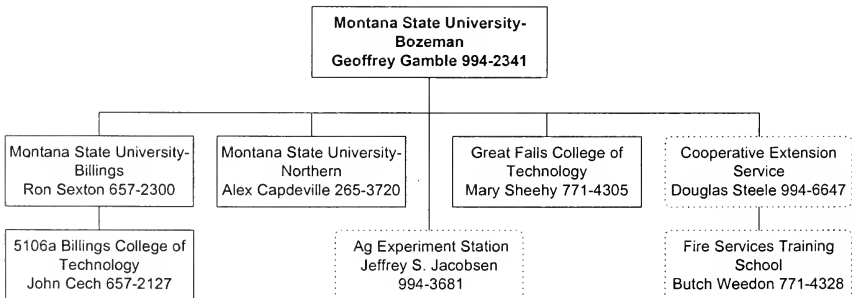 Montana State University-
Bozeman
Geoffrey Gamble 994-2341
Montana State University-
Billings
Ron Sexton 657-2300
Montana State University-
Northern
Alex Capdeville 265-3720
Great Falls College of
Technology
Mary Sheehy 771-4305
Cooperative Extension
Service
Douglas Steele 994-6647
5106a Billings College of
Technology
John Cech 657-2127
Ag Experiment Station
Jeffrey S. Jacobsen
994-3681
Fire Services Training
School
Butch Weedon 771-4328